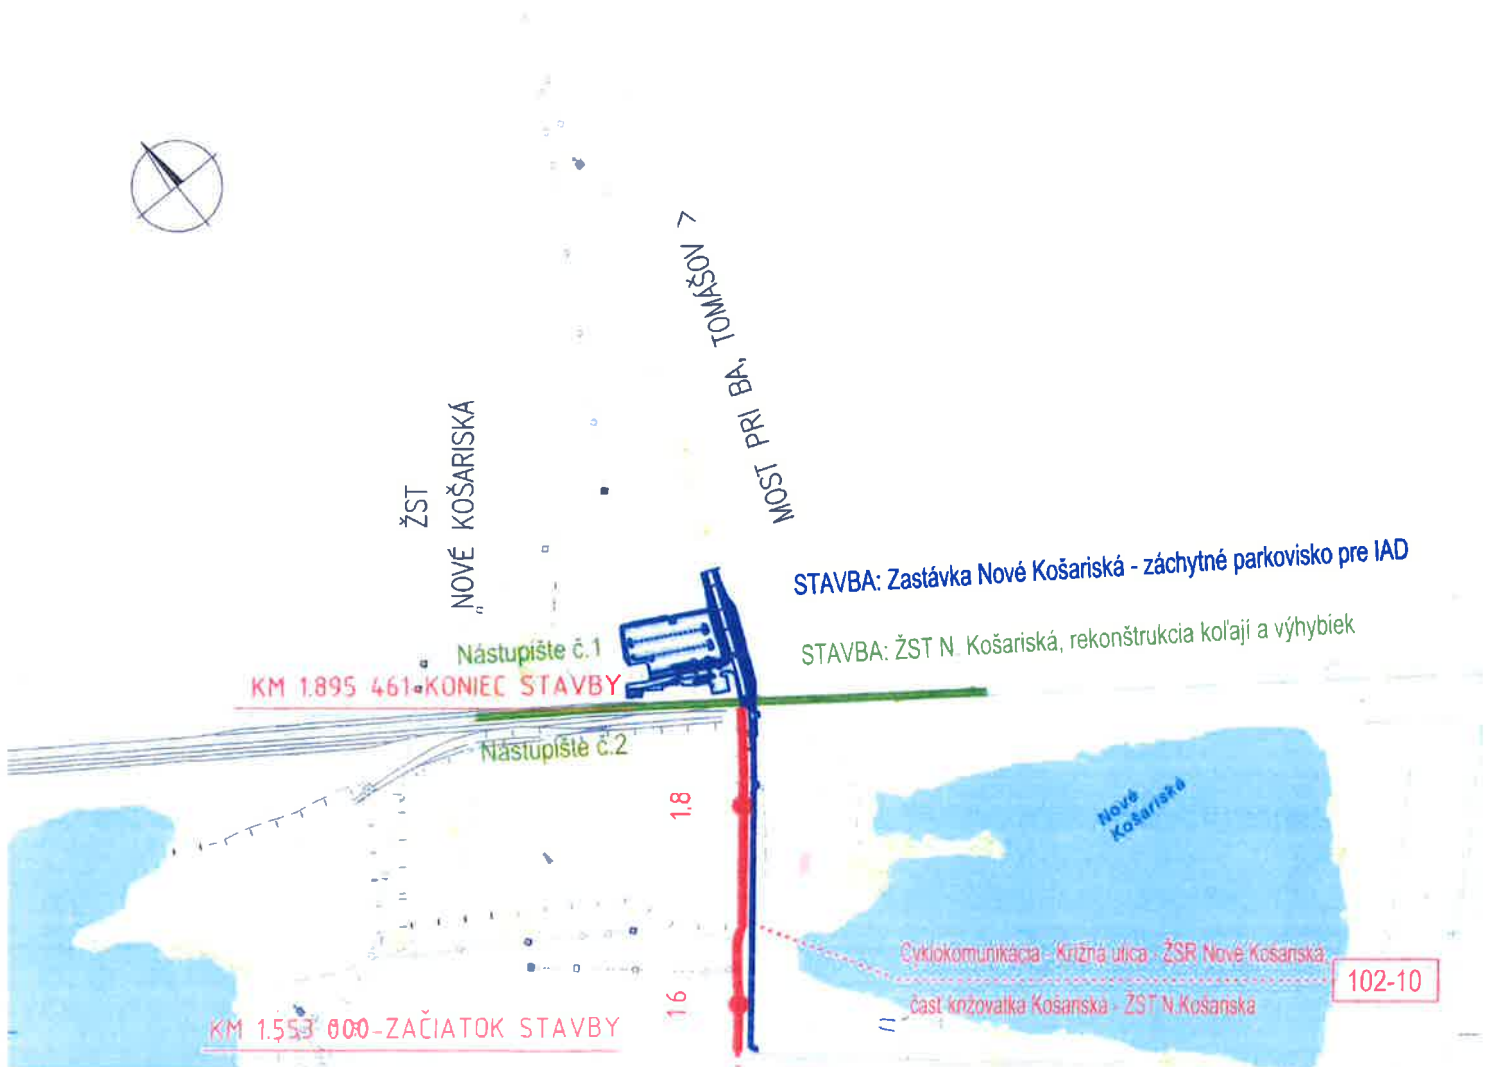 MOST PRI BA, TOMÁŠOV >
ŽST
"NOVÉ KOŠARISKÁ
STAVBA: Zastávka Nové Košariská - záchytné parkovisko pre IAD
STAVBA: ŽST N. Košariská, rekonštrukcia koľají a výhybiek
Nástupište č.1
KM 1.895 461-KONIEC STAVBY
Nástupište č.2
1.8
Nové
Košariská
Cyklokomunikácia - Krížna ulica - ŽSR Nové Košariská,
102-10
časť križovatka Košariská - ŽST N.Košariská
1.6
KM 1.553 000-ZAČIATOK STAVBY